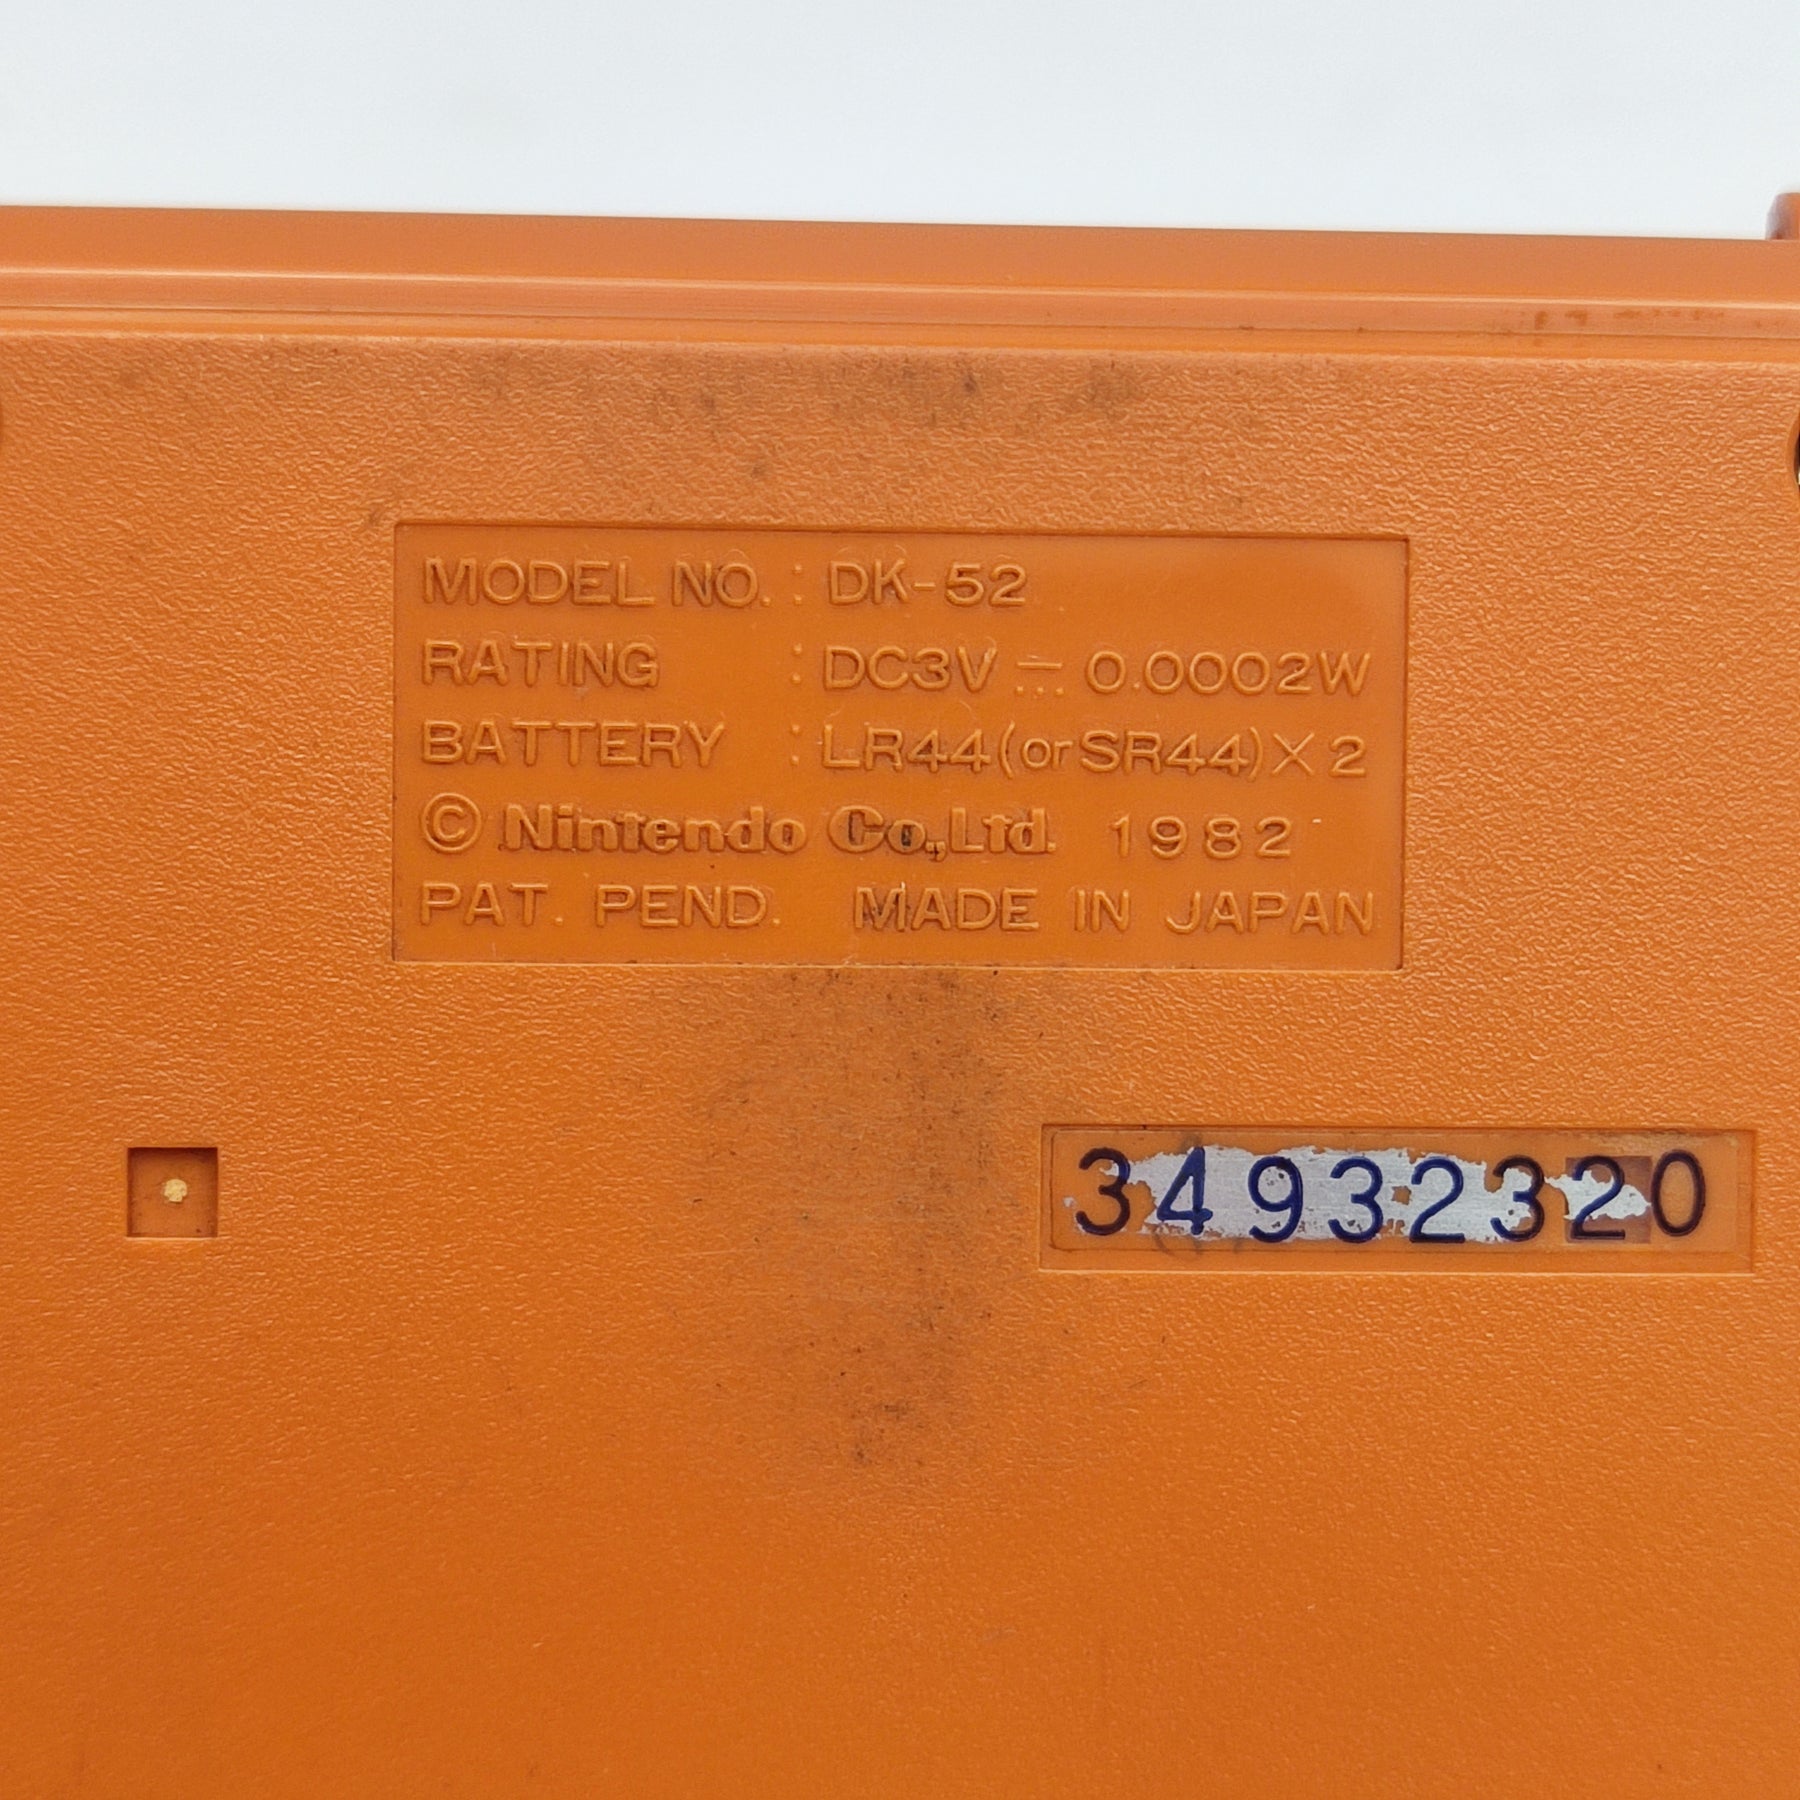 MODEL NO. : DK-52
RATING : DC3V ⎓ 0.0002W
BATTERY : LR44 (or SR44) × 2
© Nintendo Co.,Ltd. 1982
PAT. PEND. MADE IN JAPAN
34932320